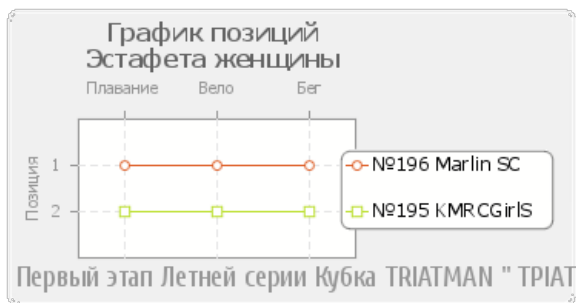 График позиций
Эстафета женщины
Плавание Вело Бег
Позиция
1
№196 Marlin SC
2
№195 KMRCGirlS
Первый этап Летней серии Кубка TRIATMAN " ТРІАТ